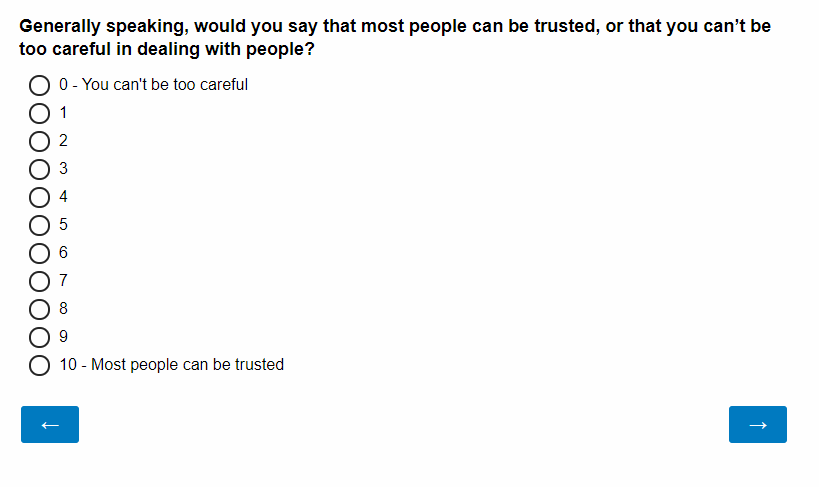 Generally speaking, would you say that most people can be trusted, or that you can’t be
too careful in dealing with people?
0 - You can't be too careful
1
2
3
4
5
6
7
8
9
10 - Most people can be trusted
← →